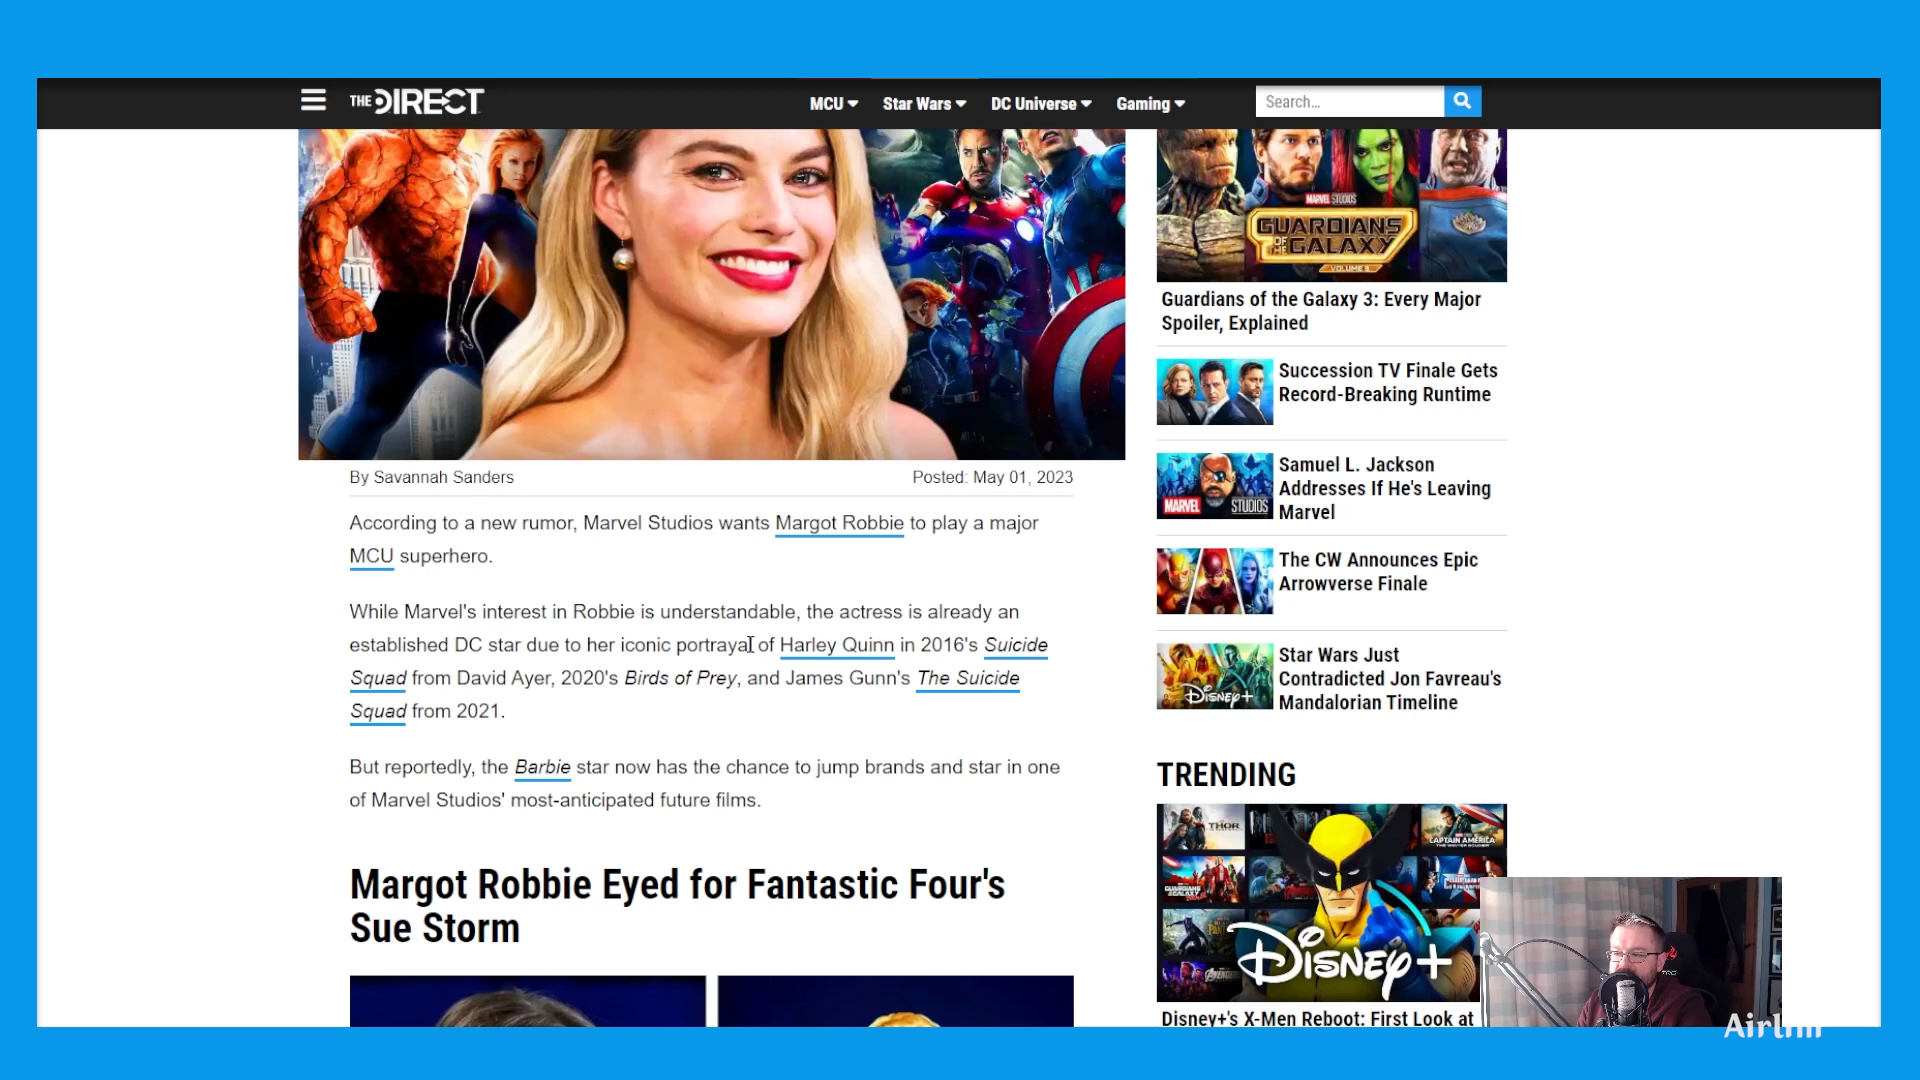 THE DIRECT
MCU
Star Wars
DC Universe
Gaming
Search...
MARVEL STUDIOS
GUARDIANS
OF THE
GALAXY
VOLUME 3
By Savannah Sanders
Posted: May 01, 2023
According to a new rumor, Marvel Studios wants Margot Robbie to play a major
MCU superhero.
While Marvel's interest in Robbie is understandable, the actress is already an
established DC star due to her iconic portrayal of Harley Quinn in 2016's Suicide
Squad from David Ayer, 2020's Birds of Prey, and James Gunn's The Suicide
Squad from 2021.
But reportedly, the Barbie star now has the chance to jump brands and star in one
of Marvel Studios' most-anticipated future films.
Margot Robbie Eyed for Fantastic Four's
Sue Storm
Guardians of the Galaxy 3: Every Major
Spoiler, Explained
Succession TV Finale Gets
Record-Breaking Runtime
MARVEL STUDIOS
Samuel L. Jackson
Addresses If He's Leaving
Marvel
The CW Announces Epic
Arrowverse Finale
Disney+
Star Wars Just
Contradicted Jon Favreau's
Mandalorian Timeline
TRENDING
THOR
CAPTAIN AMERICA
GUARDIANS
Disney+
Disney+'s X-Men Reboot: First Look at